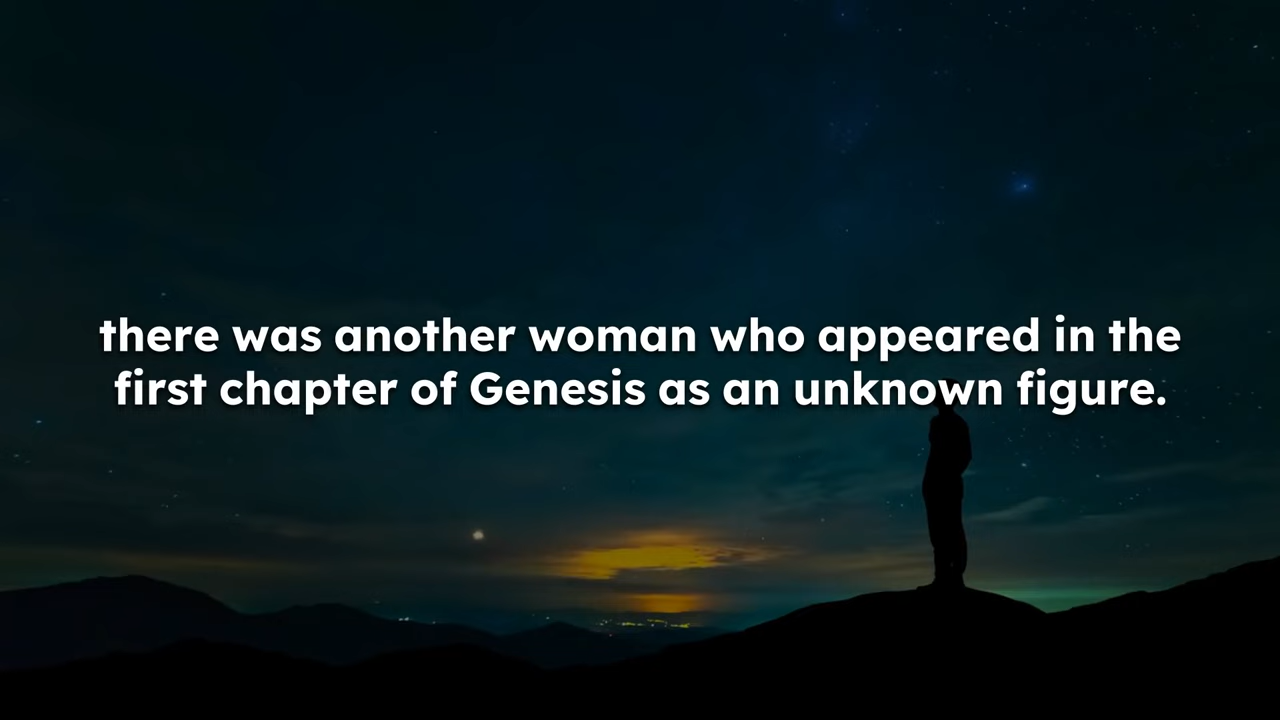 there was another woman who appeared in the
first chapter of Genesis as an unknown figure.